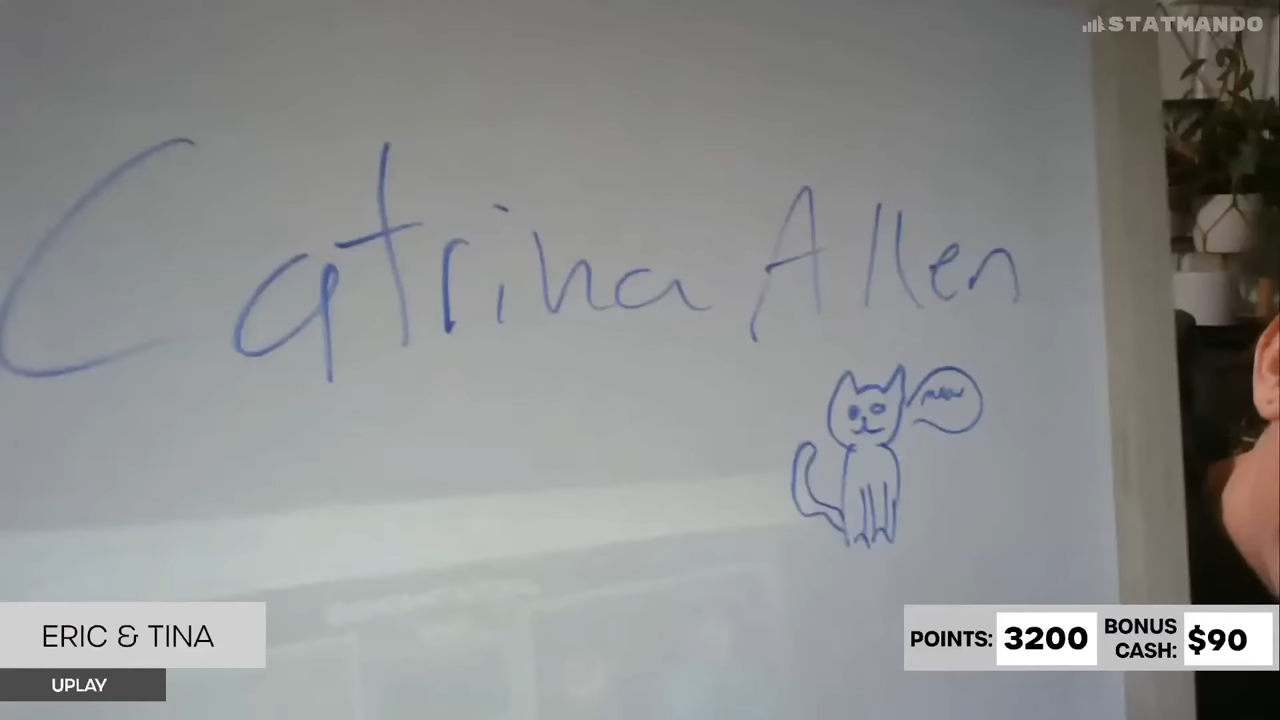 STATMANDO
Catrina Allen
ERIC & TINA
UPLAY
POINTS: 3200
BONUS CASH: $90